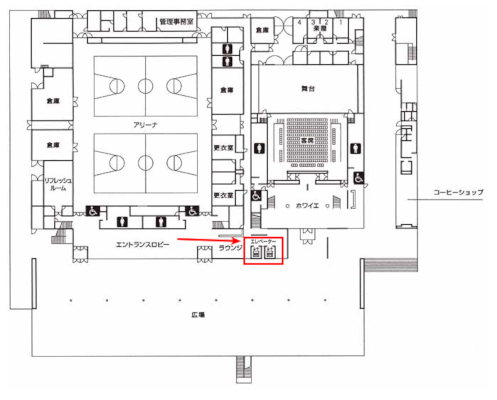 管理事務室
倉庫
4 3 2 1
楽屋
倉庫
倉庫
舞台
アリーナ
倉庫
更衣室
客席
リフレッシュ
ルーム
更衣室
コーヒーショップ
ホワイエ
エントランスロビー
ラウンジ
エレベーター
広場